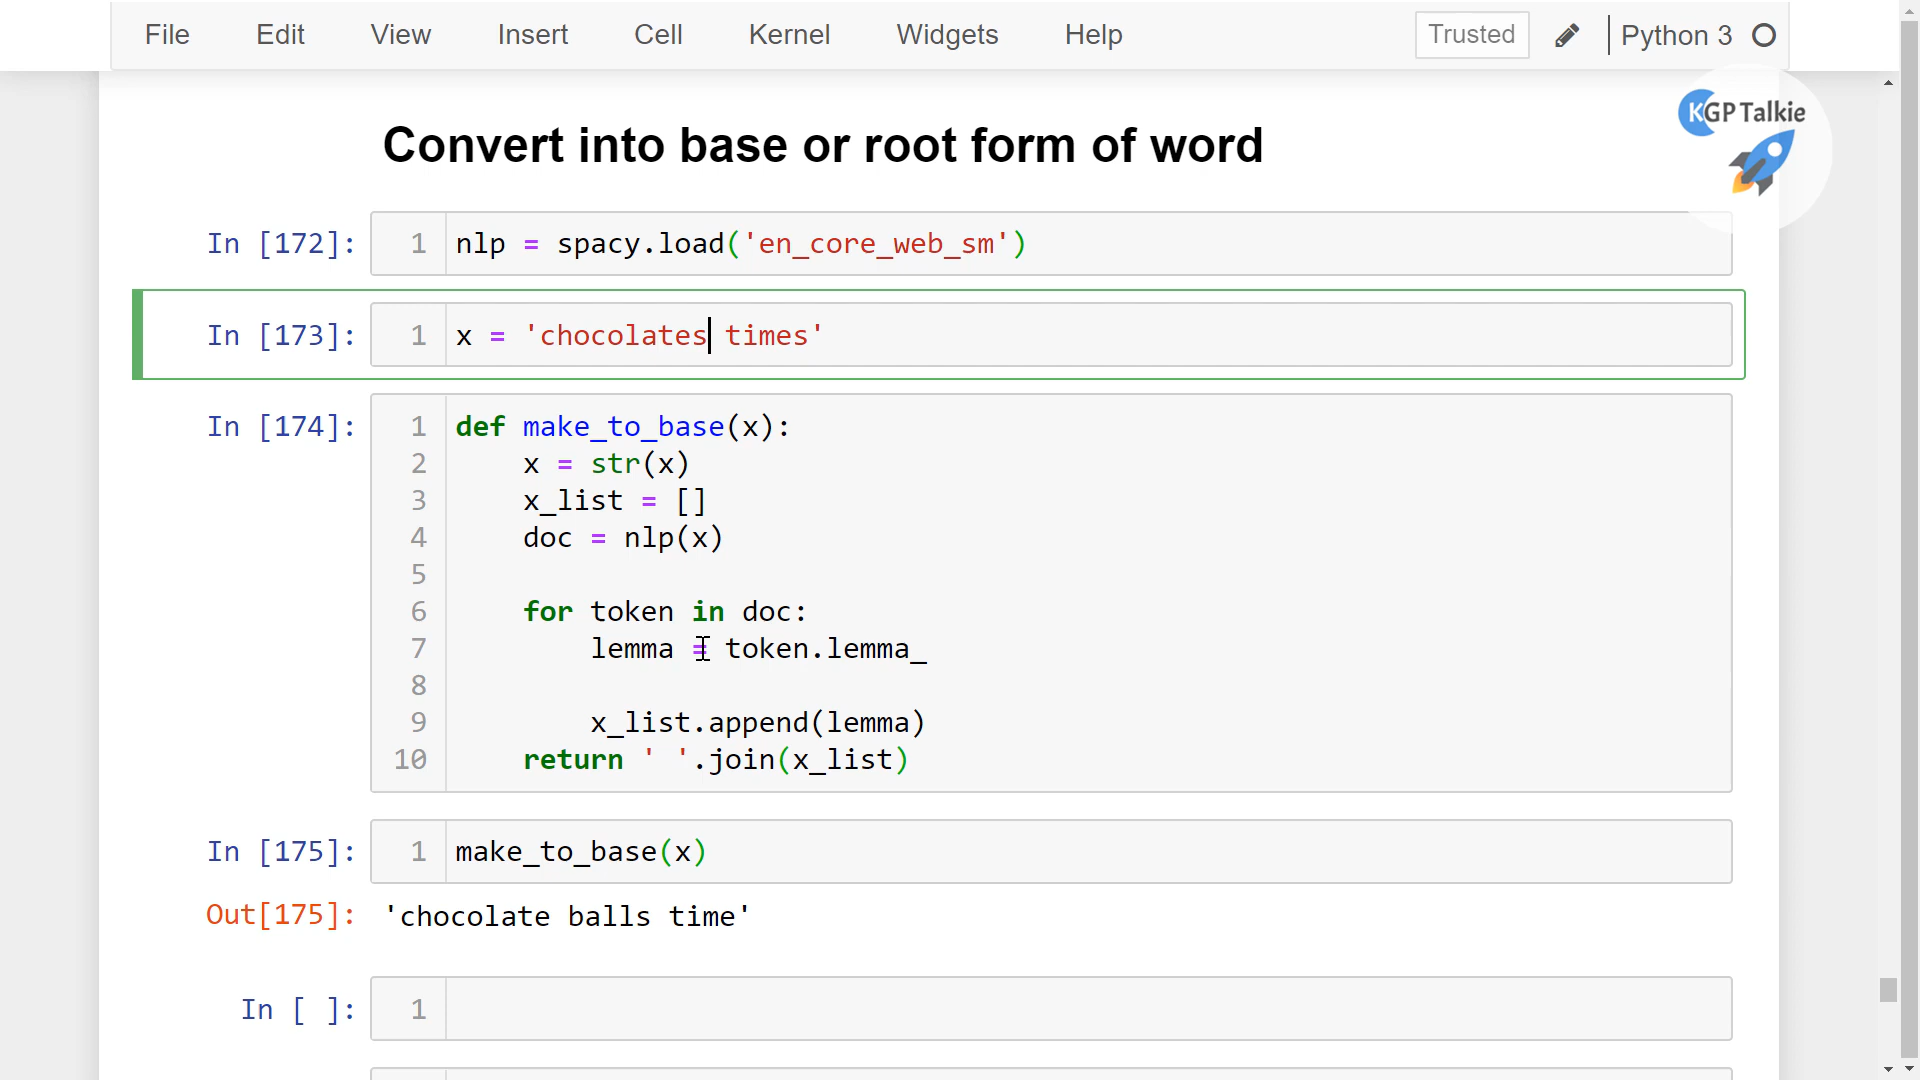 File Edit View Insert Cell Kernel Widgets Help Trusted Python 3
KGP Talkie
Convert into base or root form of word
In [172]: 1 nlp = spacy.load('en_core_web_sm')
In [173]: 1 x = 'chocolates times'
In [174]: 1 def make_to_base(x):
2 x = str(x)
3 x_list = []
4 doc = nlp(x)
5
6 for token in doc:
7 lemma = token.lemma_
8
9 x_list.append(lemma)
10 return ' '.join(x_list)
In [175]: 1 make_to_base(x)
Out[175]: 'chocolate balls time'
In [ ]: 1